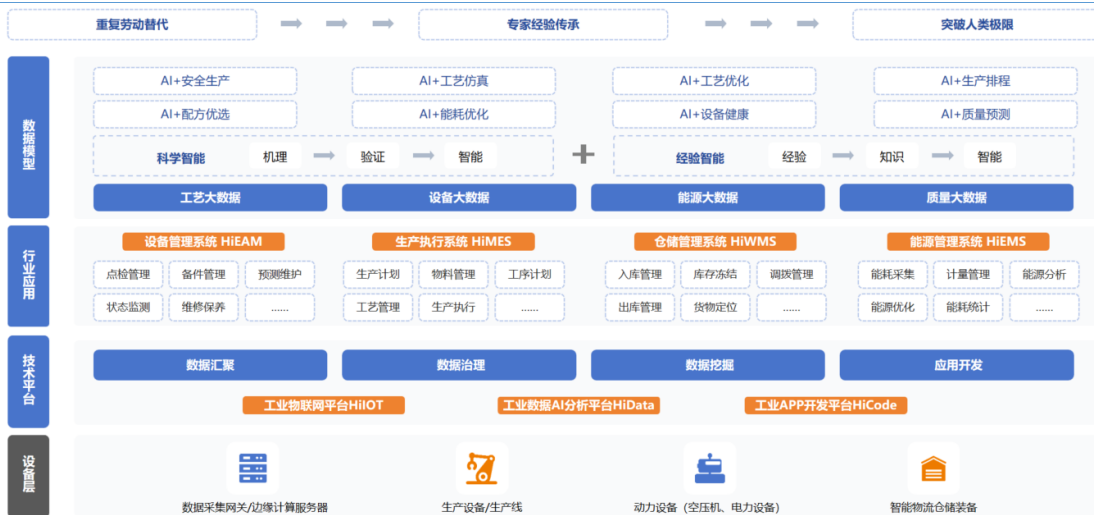 重复劳动替代
专家经验传承
突破人类极限
数据模型
AI+安全生产
AI+工艺仿真
AI+工艺优化
AI+生产排程
AI+配方优选
AI+能耗优化
AI+设备健康
AI+质量预测
科学智能 机理 验证 智能
+
经验智能 经验 知识 智能
工艺大数据
设备大数据
能源大数据
质量大数据
行业应用
设备管理系统 HiEAM
生产执行系统 HiMES
仓储管理系统 HiWMS
能源管理系统 HiEMS
点检管理 备件管理 预测维护
生产计划 物料管理 工序计划
入库管理 库存冻结 调拨管理
能耗采集 计量管理 能源分析
状态监测 维修保养 ......
工艺管理 生产执行 ......
出库管理 货物定位 ......
能源优化 能耗统计 ......
技术平台
数据汇聚
数据治理
数据挖掘
应用开发
工业物联网平台HiIOT
工业数据AI分析平台HiData
工业APP开发平台HiCode
设备层
数据采集网关/边缘计算服务器
生产设备/生产线
动力设备（空压机、电力设备）
智能物流仓储装备